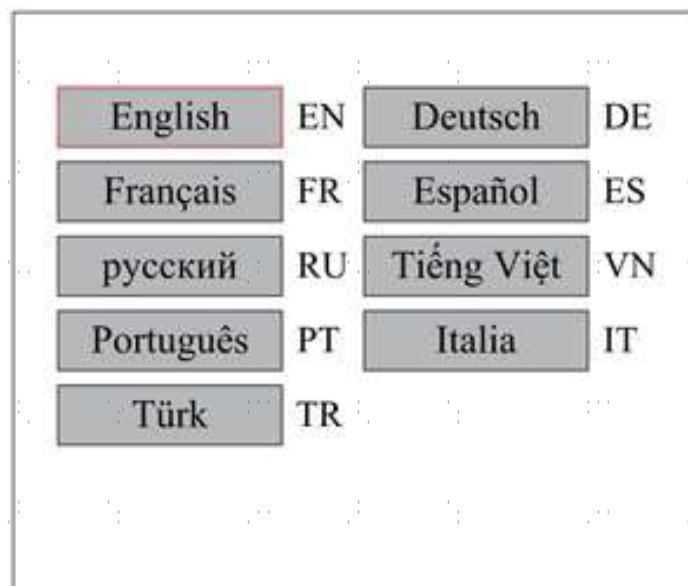 English EN Deutsch DE
Français FR Español ES
русский RU Tiếng Việt VN
Português PT Italia IT
Türk TR